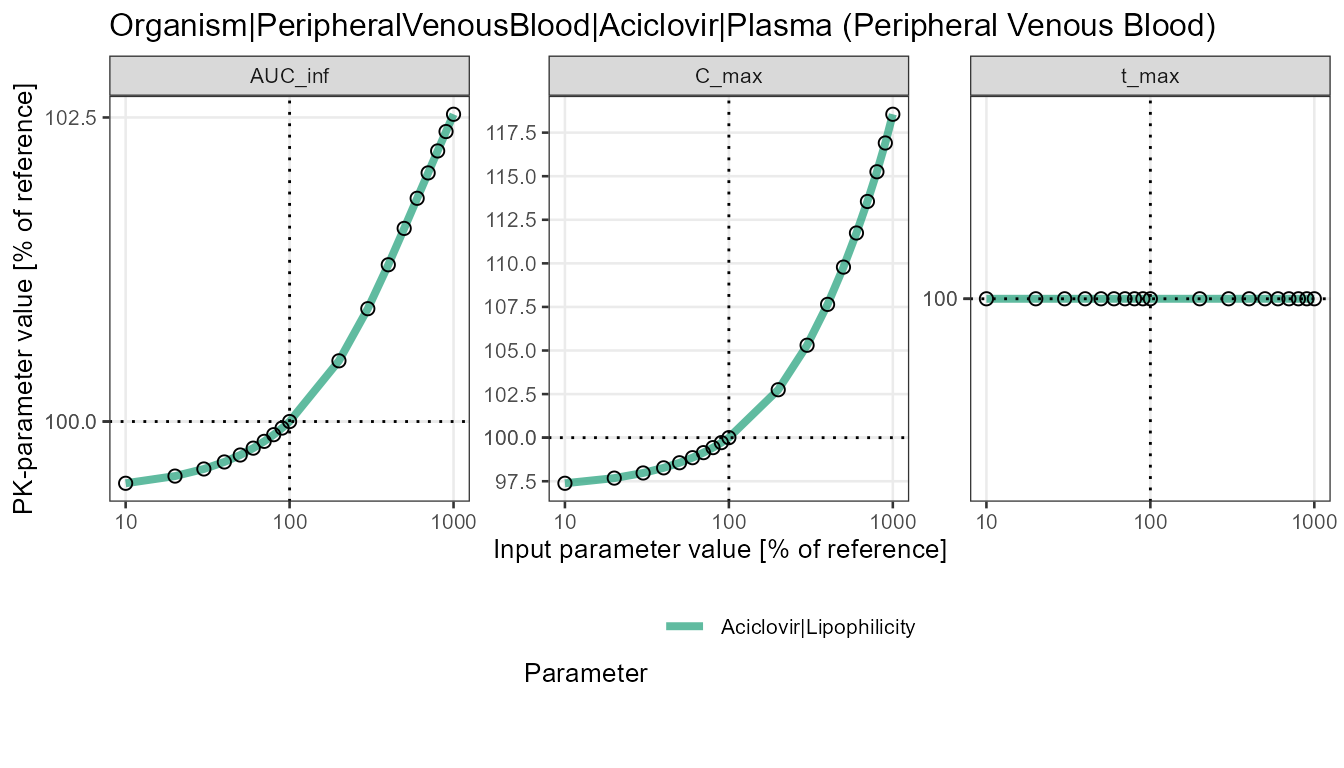 Organism|PeripheralVenousBlood|Aciclovir|Plasma (Peripheral Venous Blood)
AUC_inf
C_max
t_max
PK-parameter value [% of reference]
102.5
100.0
117.5
115.0
112.5
110.0
107.5
105.0
102.5
100.0
97.5
100
10
100
1000
10
100
1000
10
100
1000
Input parameter value [% of reference]
Aciclovir|Lipophilicity
Parameter